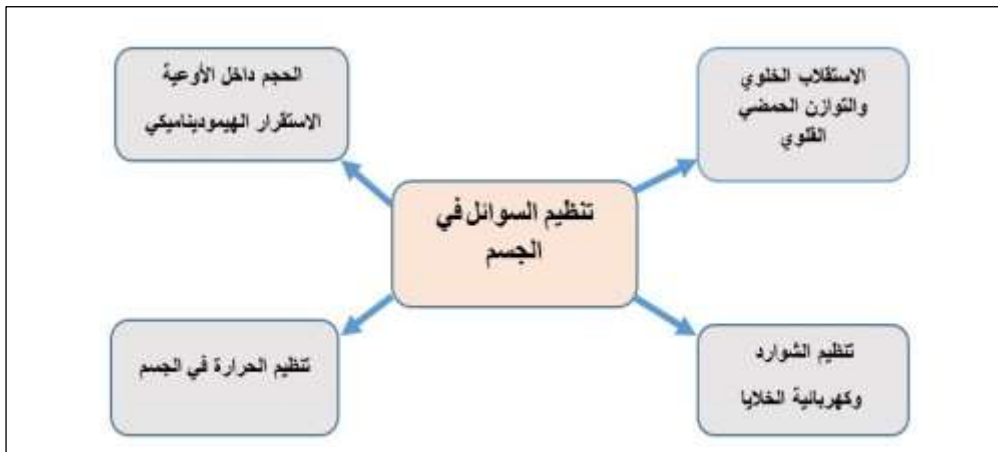 الاستقلاب الخلوي
والتوازن الحمضي
القلوي
الحجم داخل الأوعية
الاستقرار الهيموديناميكي
تنظيم السوائل في
الجسم
تنظيم الشوارد
وكهربائية الخلايا
تنظيم الحرارة في الجسم